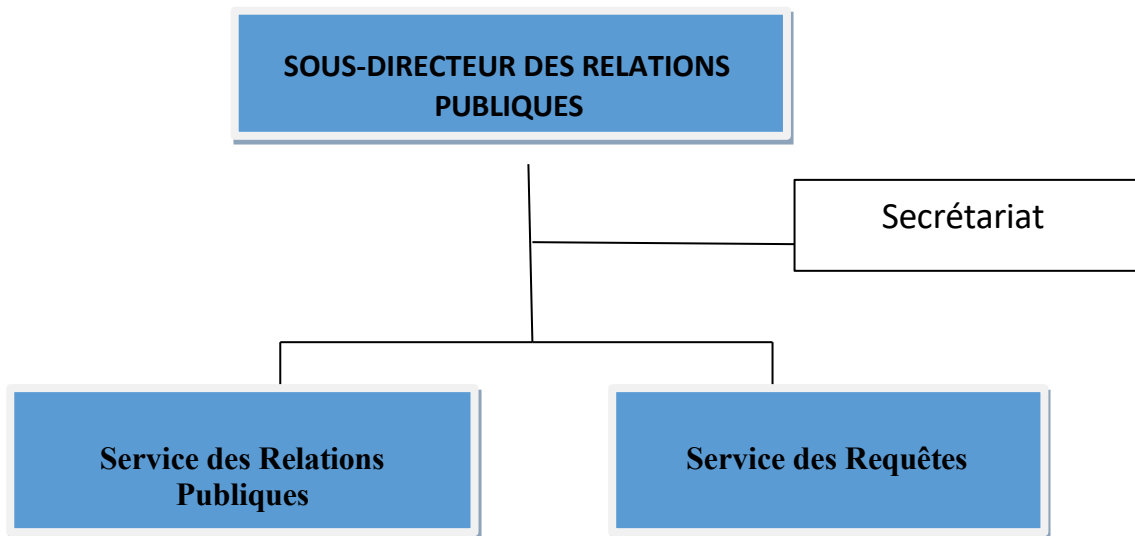 SOUS-DIRECTEUR DES RELATIONS
PUBLIQUES
Secrétariat
Service des Relations
Publiques
Service des Requêtes